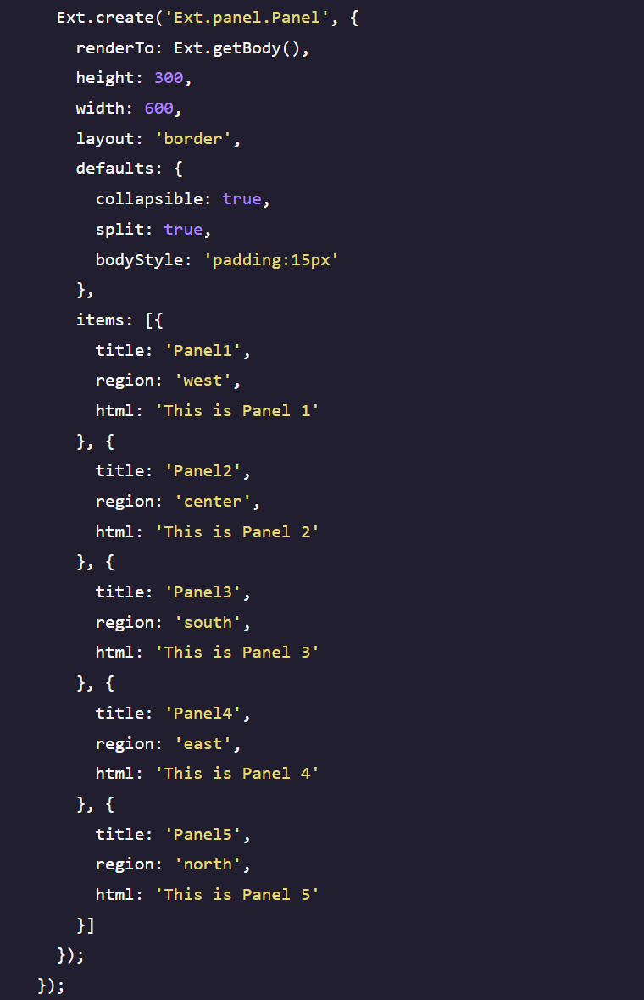 Ext.create('Ext.panel.Panel', {
renderTo: Ext.getBody(),
height: 300,
width: 600,
layout: 'border',
defaults: {
collapsible: true,
split: true,
bodyStyle: 'padding:15px'
},
items: [{
title: 'Panel1',
region: 'west',
html: 'This is Panel 1'
}, {
title: 'Panel2',
region: 'center',
html: 'This is Panel 2'
}, {
title: 'Panel3',
region: 'south',
html: 'This is Panel 3'
}, {
title: 'Panel4',
region: 'east',
html: 'This is Panel 4'
}, {
title: 'Panel5',
region: 'north',
html: 'This is Panel 5'
}]
});
});